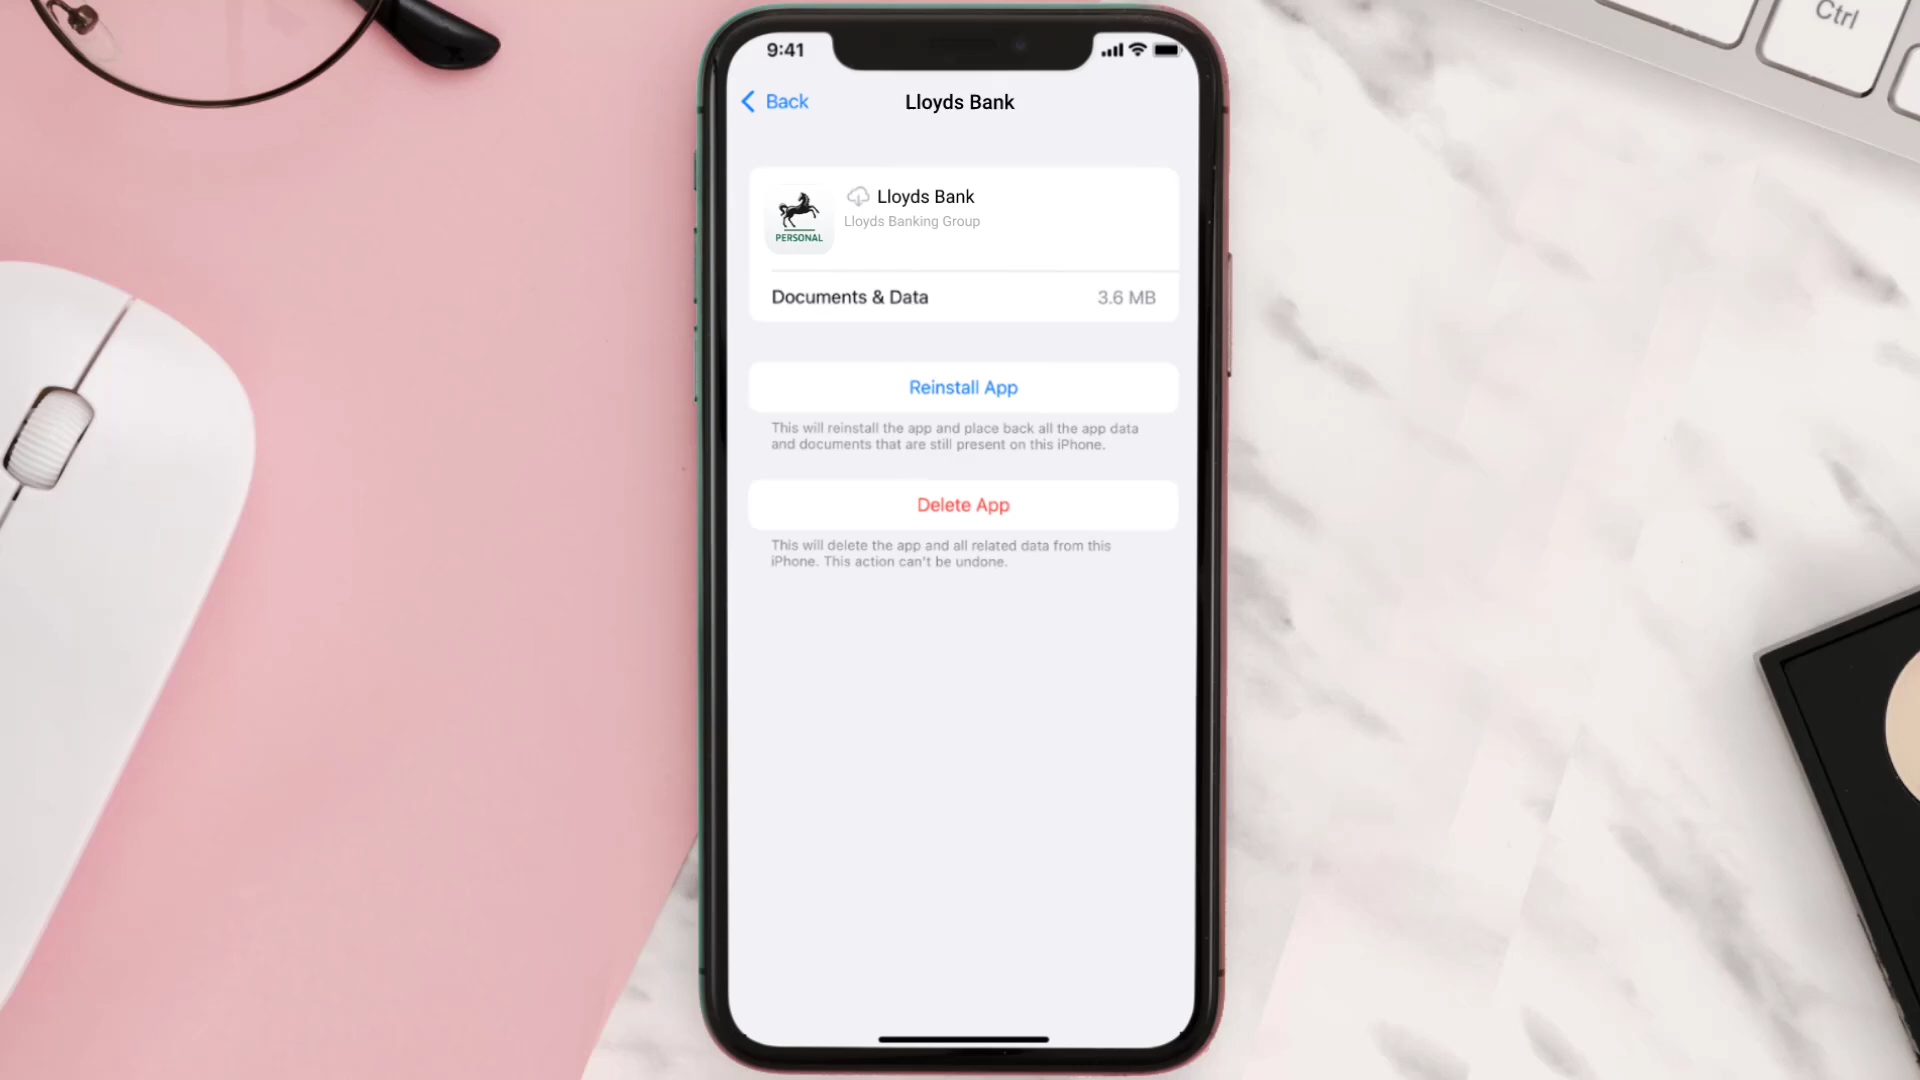 Ctrl
9:41
Back
Lloyds Bank
Lloyds Bank
Lloyds Banking Group
PERSONAL
Documents & Data 3.6 MB
Reinstall App
This will reinstall the app and place back all the app data
and documents that are still present on this iPhone.
Delete App
This will delete the app and all related data from this
iPhone. This action can't be undone.